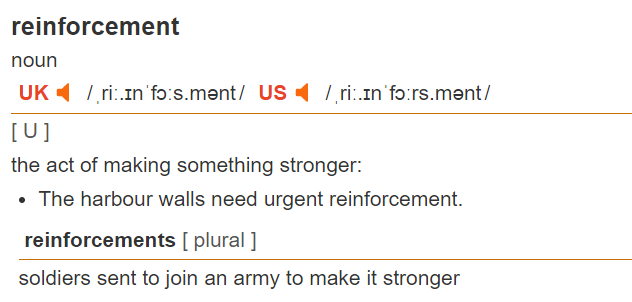 reinforcement
noun
UK /ˌriː.ɪnˈfɔːs.mənt/ US /ˌriː.ɪnˈfɔːrs.mənt/
[ U ]
the act of making something stronger:
• The harbour walls need urgent reinforcement.
reinforcements [ plural ]
soldiers sent to join an army to make it stronger